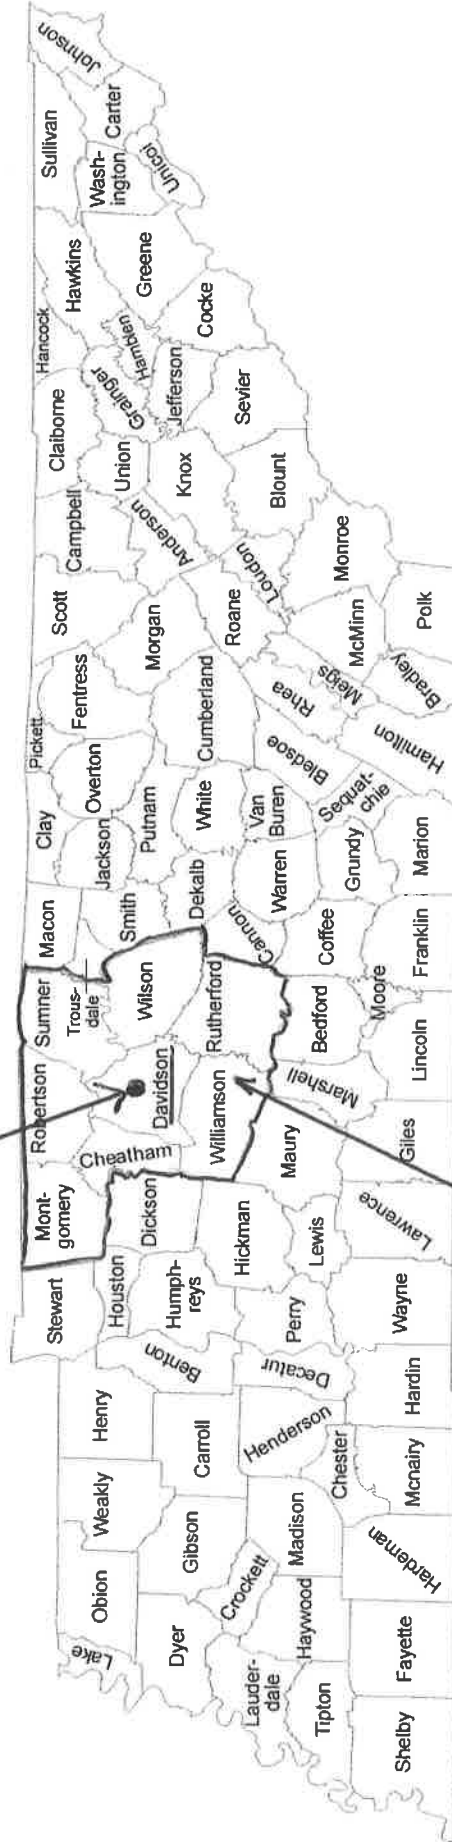 Lake
Obion
Weakly
Henry
Stewart
Mont-
gomery
Robertson
Sumner
Trous-
dale
Macon
Clay
Pickett
Scott
Campbell
Claiborne
Hancock
Hawkins
Sullivan
Johnson
Carter
Wash-
ington
Unicoi
Greene
Dyer
Gibson
Carroll
Benton
Houston
Humph-
reys
Dickson
Cheatham
Davidson
Wilson
Smith
Jackson
Overton
Fentress
Putnam
Morgan
Anderson
Union
Grainger
Hamblen
Jefferson
Cocke
Knox
Sevier
Lauder-
dale
Crockett
Haywood
Madison
Henderson
Decatur
Perry
Hickman
Williamson
Rutherford
Cannon
Dekalb
White
Cumberland
Roane
Loudon
Blount
Tipton
Chester
Lewis
Maury
Marshall
Bedford
Coffee
Warren
Van
Buren
Bledsoe
Rhea
Meigs
McMinn
Monroe
Shelby
Fayette
Hardeman
Mcnairy
Hardin
Wayne
Lawrence
Giles
Lincoln
Moore
Franklin
Grundy
Marion
Sequat-
chie
Hamilton
Bradley
Polk